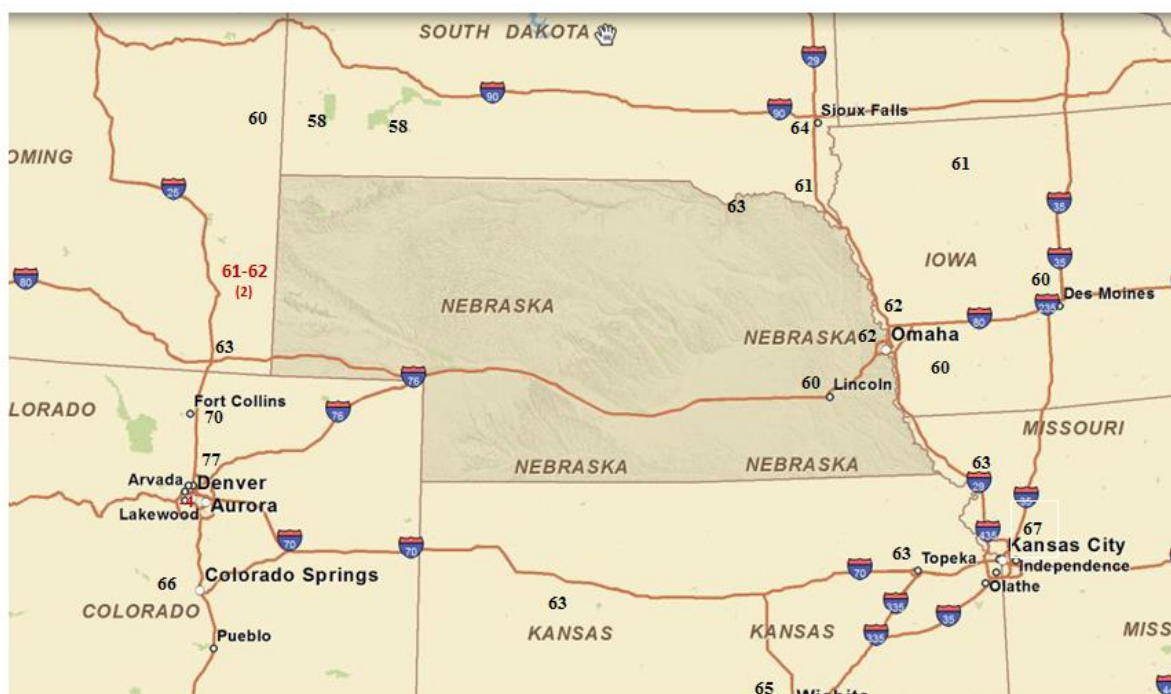 SOUTH DAKOTA
29
60
58
58
90
90
Sioux Falls
64
OMING
25
61
61
35
63
IOWA
35
61-62
(2)
80
NEBRASKA
60
Des Moines
235
62
80
NEBRASKA
62
Omaha
63
60
76
60
Lincoln
LORADO
Fort Collins
70
76
MISSOURI
77
NEBRASKA
NEBRASKA
63
Arvada
Denver
29
4
Aurora
35
Lakewood
67
70
70
435
Kansas City
63
Topeka
Independence
70
66
Colorado Springs
Olathe
COLORADO
63
335
35
KANSAS
KANSAS
MISS
Pueblo
335
65
Wichita